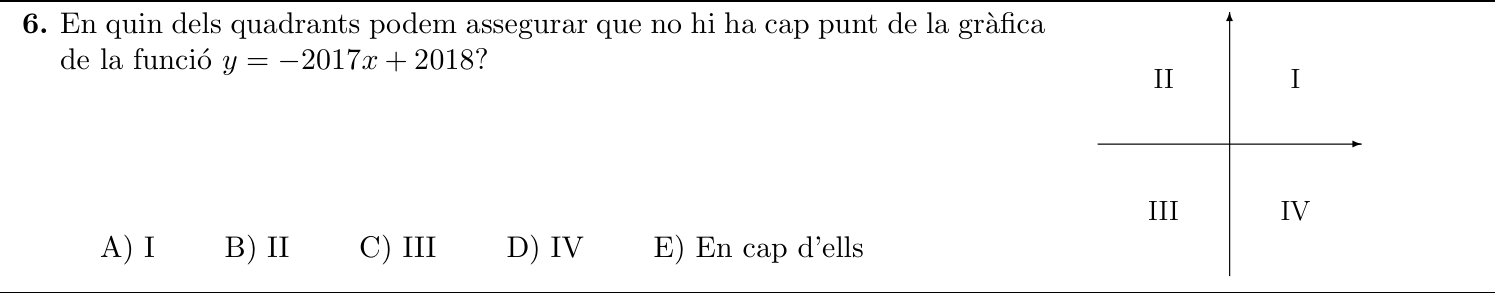 6. En quin dels quadrants podem assegurar que no hi ha cap punt de la gràfica
de la funció y = −2017x + 2018?
II I
III IV
A) I B) II C) III D) IV E) En cap d'ells